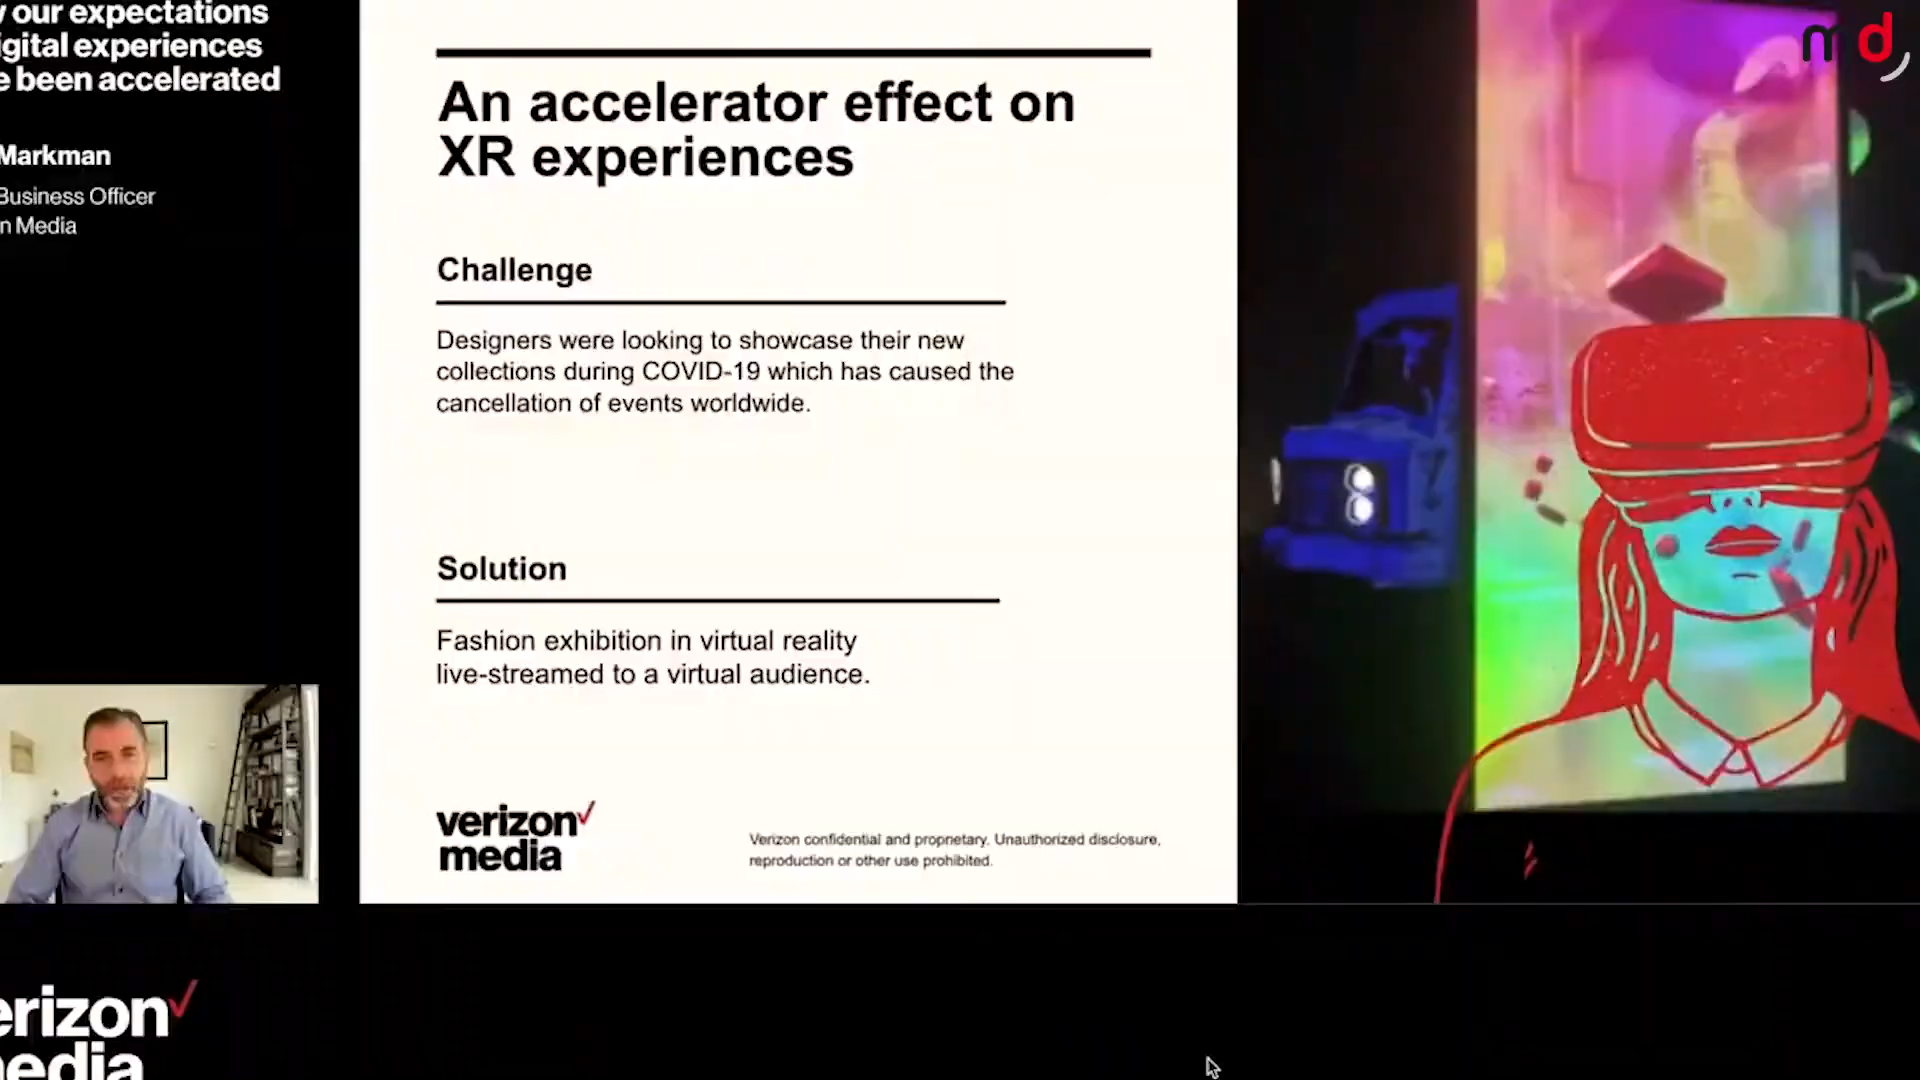 our expectations
digital experiences
been accelerated
Markman
Business Officer
Media
An accelerator effect on
XR experiences
Challenge
Designers were looking to showcase their new
collections during COVID-19 which has caused the
cancellation of events worldwide.
Solution
Fashion exhibition in virtual reality
live-streamed to a virtual audience.
verizon
media
Verizon confidential and proprietary. Unauthorized disclosure,
reproduction or other use prohibited.
md
erizon
media